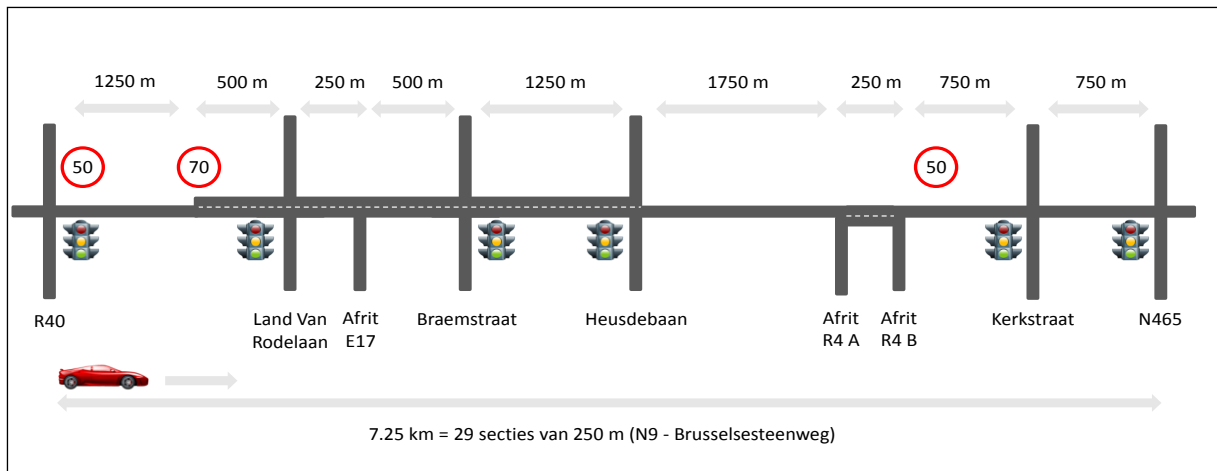 1250 m
500 m
250 m
500 m
1250 m
1750 m
250 m
750 m
750 m
50
70
50
R40
Land Van
Rodelaan
Afrit
E17
Braemstraat
Heusdebaan
Afrit
R4 A
Afrit
R4 B
Kerkstraat
N465
7.25 km = 29 secties van 250 m (N9 - Brusselsesteenweg)